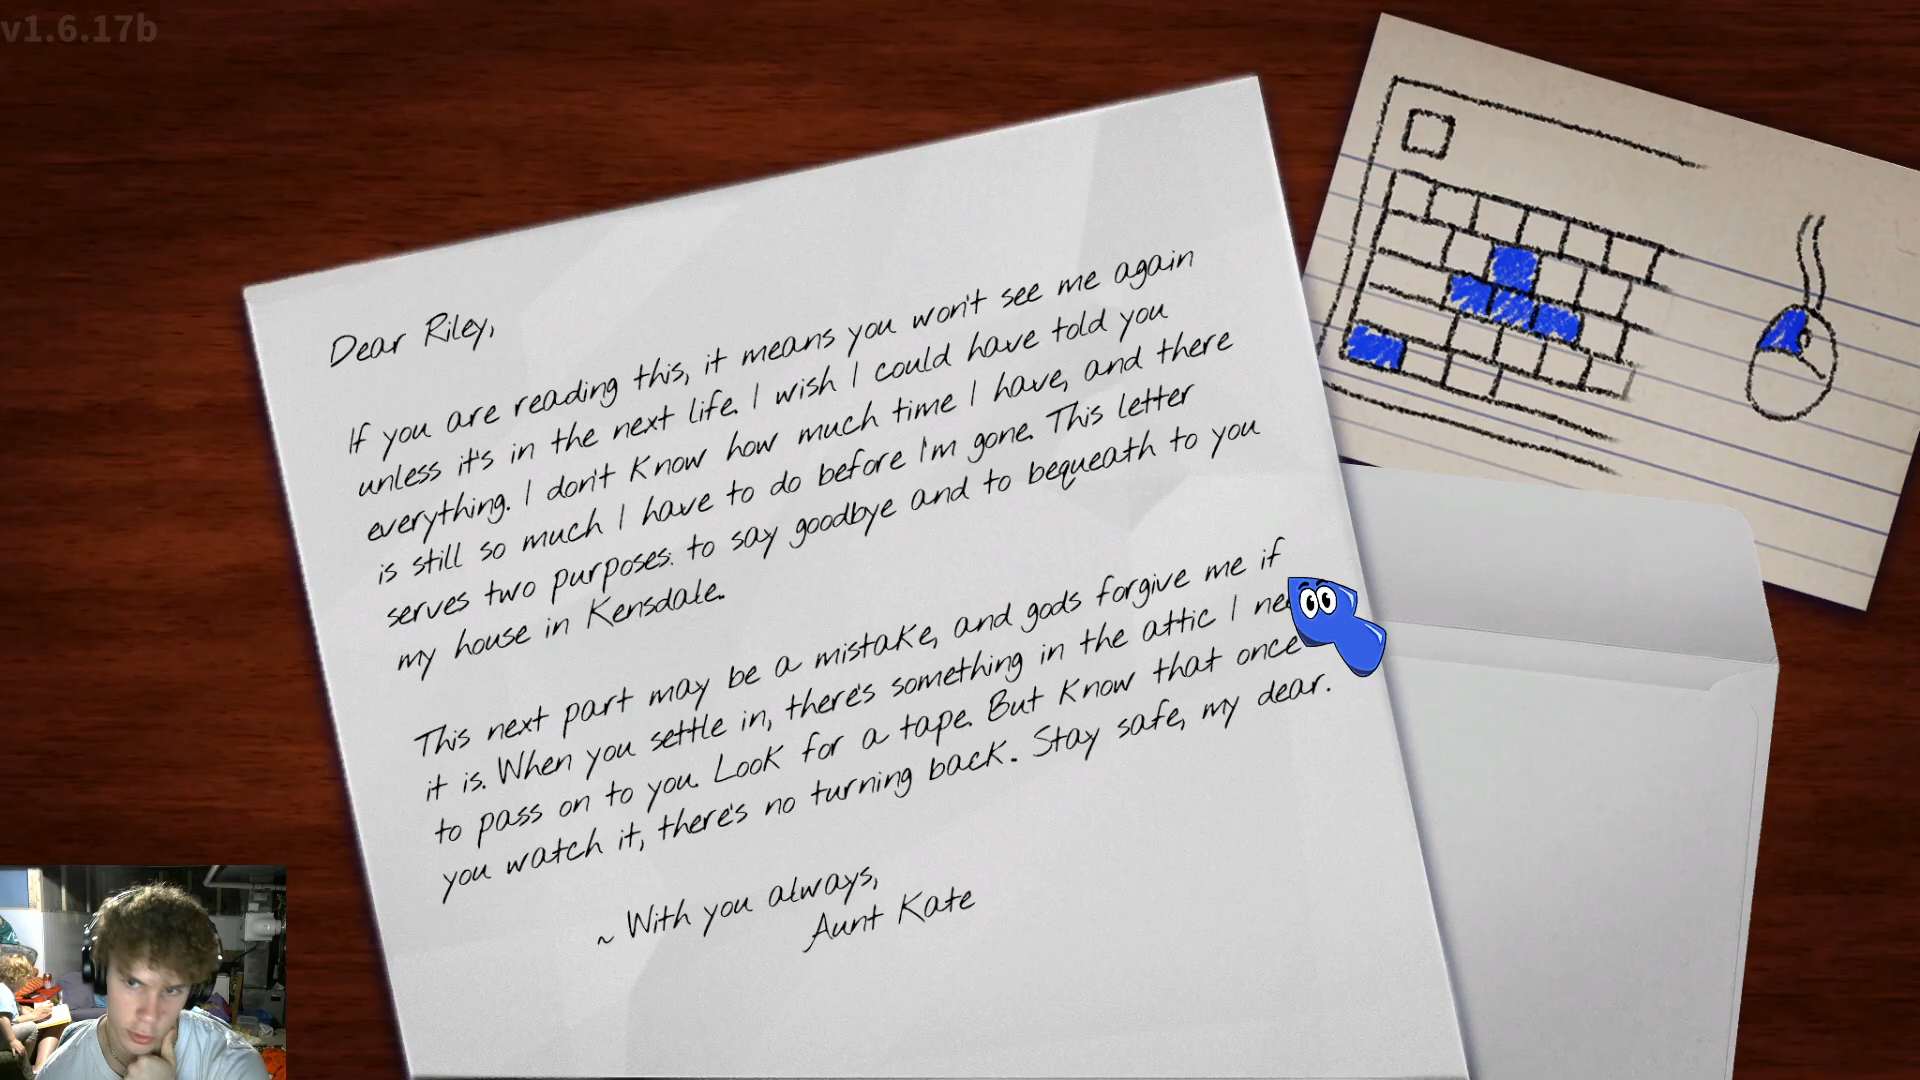 v1.6.17b
Dear Riley,
If you are reading this, it means you won't see me again
unless it's in the next life. I wish I could have told you
everything. I don't know how much time I have, and there
is still so much I have to do before I'm gone. This letter
serves two purposes: to say goodbye and to bequeath to you
my house in Kensdale.
This next part may be a mistake, and gods forgive me if
it is. When you settle in, there's something in the attic I
to pass on to you. Look for a tape. But know that once
you watch it, there's no turning back. Stay safe, my dear.
~ With you always,
Aunt Kate